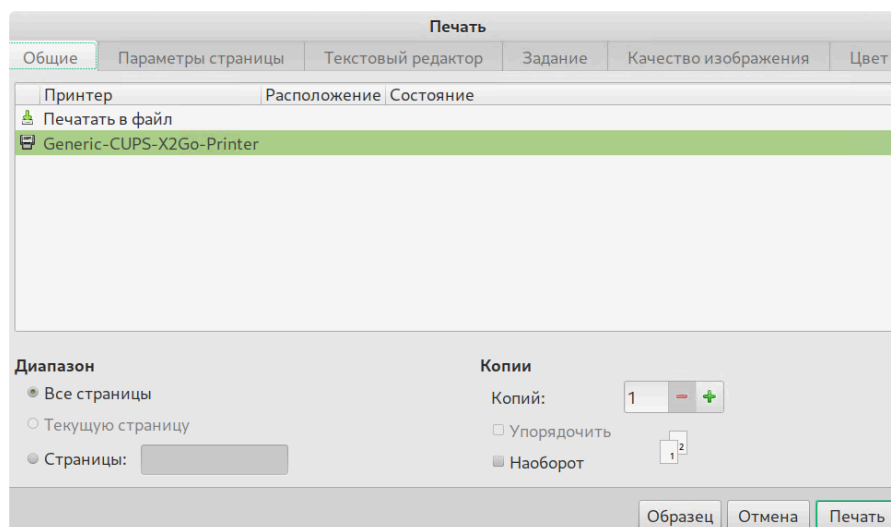 Печать
Общие Параметры страницы Текстовый редактор Задание Качество изображения Цвет
Принтер Расположение Состояние
Печатать в файл
Generic-CUPS-X2Go-Printer
Диапазон Копии
Все страницы Копий: 1
Текущую страницу Упорядочить 1 2
Страницы: Наоборот
Образец Отмена Печать